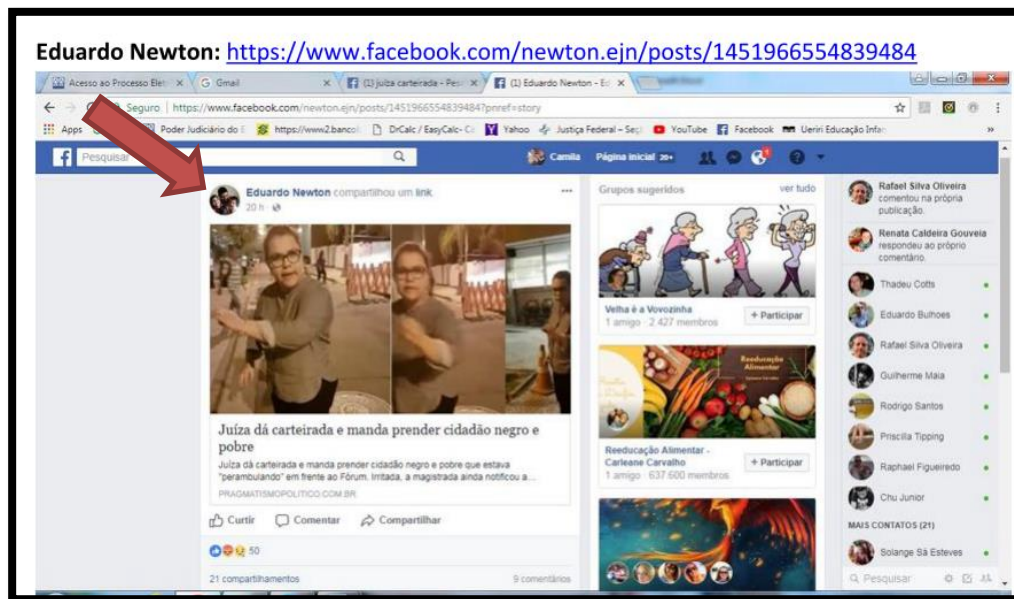 Eduardo Newton: https://www.facebook.com/newton.ejn/posts/1451966554839484
Acesso ao Processo Elet
Gmail
(1) juiza carteirada - Pes
(1) Eduardo Newton
Seguro | https://www.facebook.com/newton.ejn/posts/1451966554839484?pnref=story
Apps
Poder Judiciário do E
https://www2.banco
DrCalc / EasyCalc- C
Yahoo
Justiça Federal – Seç
YouTube
Facebook
Ueriri Educação Infan
Pesquisar
Camila
Página inicial 20+
Eduardo Newton compartilhou um link.
20 h
Juíza dá carteirada e manda prender cidadão negro e
pobre
Juíza dá carteirada e manda prender cidadão negro e pobre que estava
"perambulando" em frente ao Fórum. Irritada, a magistrada ainda notificou a...
PRAGMATISMOPOLITICO.COM.BR
Curtir
Comentar
Compartilhar
50
21 compartilhamentos
9 comentários
Grupos sugeridos
ver tudo
Velha è a Vovozinha
1 amigo · 2.427 membros
+ Participar
Reeducação
Alimentar
Reeducação Alimentar -
Carleane Carvalho
1 amigo · 637.600 membros
+ Participar
Rafael Silva Oliveira
comentou na própria
publicação.
Renata Caldeira Gouveia
respondeu ao próprio
comentário.
Thadeu Cotts
Eduardo Bulhoes
Rafael Silva Oliveira
Guilherme Maia
Rodrigo Santos
Priscilla Tipping
Raphael Figueiredo
Chu Junior
MAIS CONTATOS (21)
Solange Sá Esteves
Pesquisar